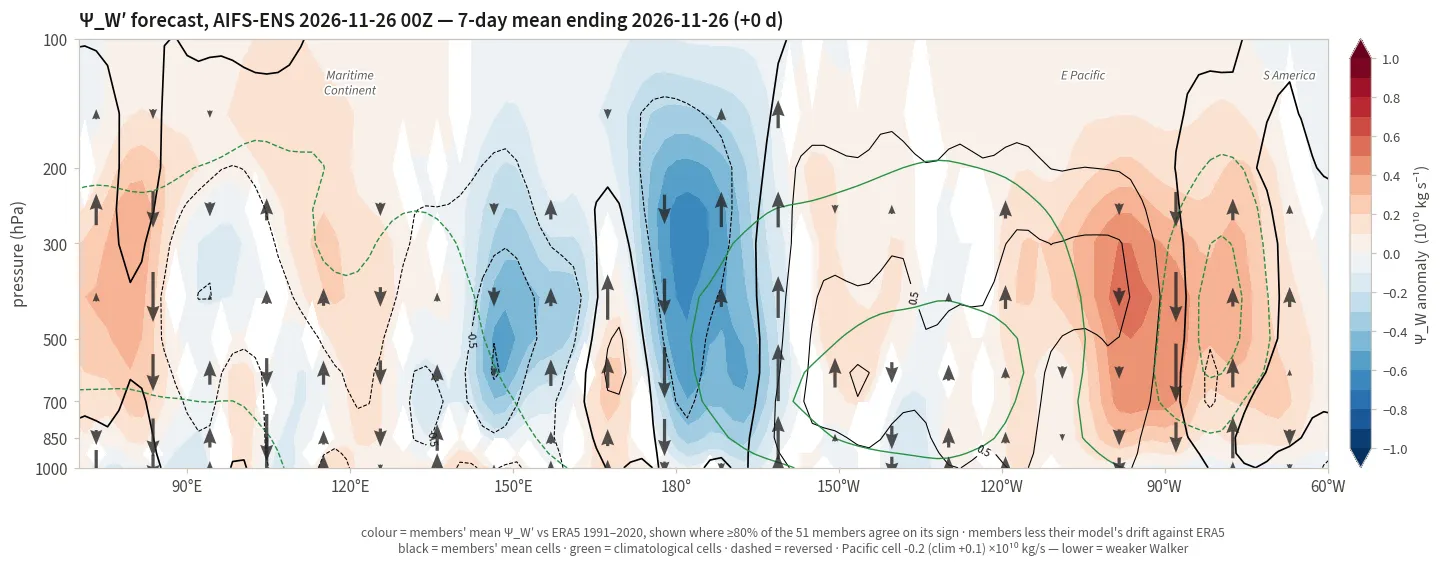 Ψ_W′ forecast, AIFS-ENS 2026-11-26 00Z — 7-day mean ending 2026-11-26 (+0 d)
100
200
300
400
500
700
850
1000
pressure (hPa)
Maritime
Continent
E Pacific
S America
0.5
0.5
0.5
0.5
90°E
120°E
150°E
180°
150°W
120°W
90°W
60°W
1.0
0.8
0.6
0.4
0.2
0.0
−0.2
−0.4
−0.6
−0.8
−1.0
Ψ_W anomaly (10¹⁰ kg s⁻¹)
colour = members' mean Ψ_W′ vs ERA5 1991–2020, shown where ≥80% of the 51 members agree on its sign · members less their model's drift against ERA5
black = members' mean cells · green = climatological cells · dashed = reversed · Pacific cell -0.2 (clim +0.1) ×10¹⁰ kg/s — lower = weaker Walker